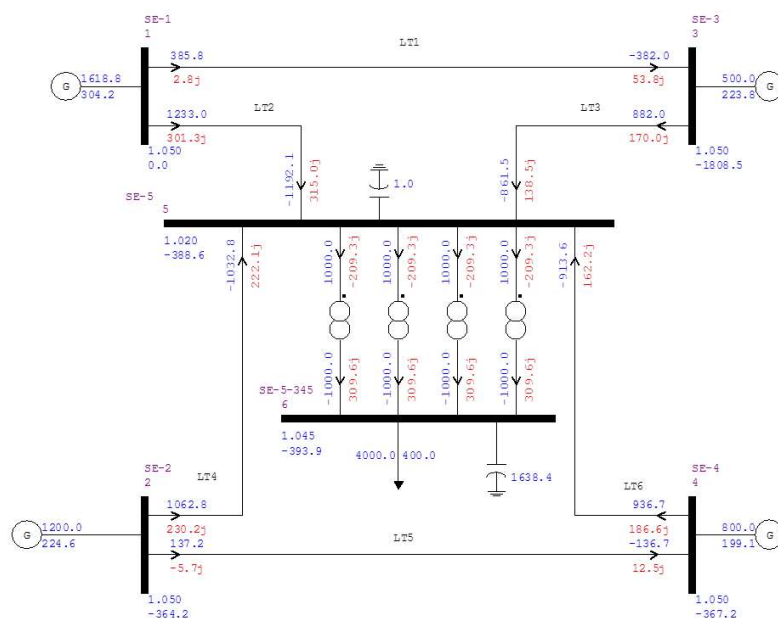 SE-1
1
SE-3
3
LT1
385.8
2.8j
-382.0
53.8j
G
1618.8
304.2
500.0
223.8
G
LT2
LT3
1233.0
301.3j
882.0
170.0j
1.050
0.0
1.050
-1808.5
-1192.1
315.0j
1.0
-861.5
138.5j
SE-5
5
1.020
-388.6
-1032.8
222.1j
1000.0
-209.3j
1000.0
-209.3j
1000.0
-209.3j
1000.0
-209.3j
-913.6
162.2j
-1000.0
309.6j
-1000.0
309.6j
-1000.0
309.6j
-1000.0
309.6j
SE-5-345
6
1.045
-393.9
4000.0 400.0
1638.4
SE-2
2
LT4
LT6
SE-4
4
1062.8
230.2j
936.7
186.6j
G
1200.0
224.6
800.0
199.1
G
LT5
137.2
-5.7j
-136.7
12.5j
1.050
-364.2
1.050
-367.2